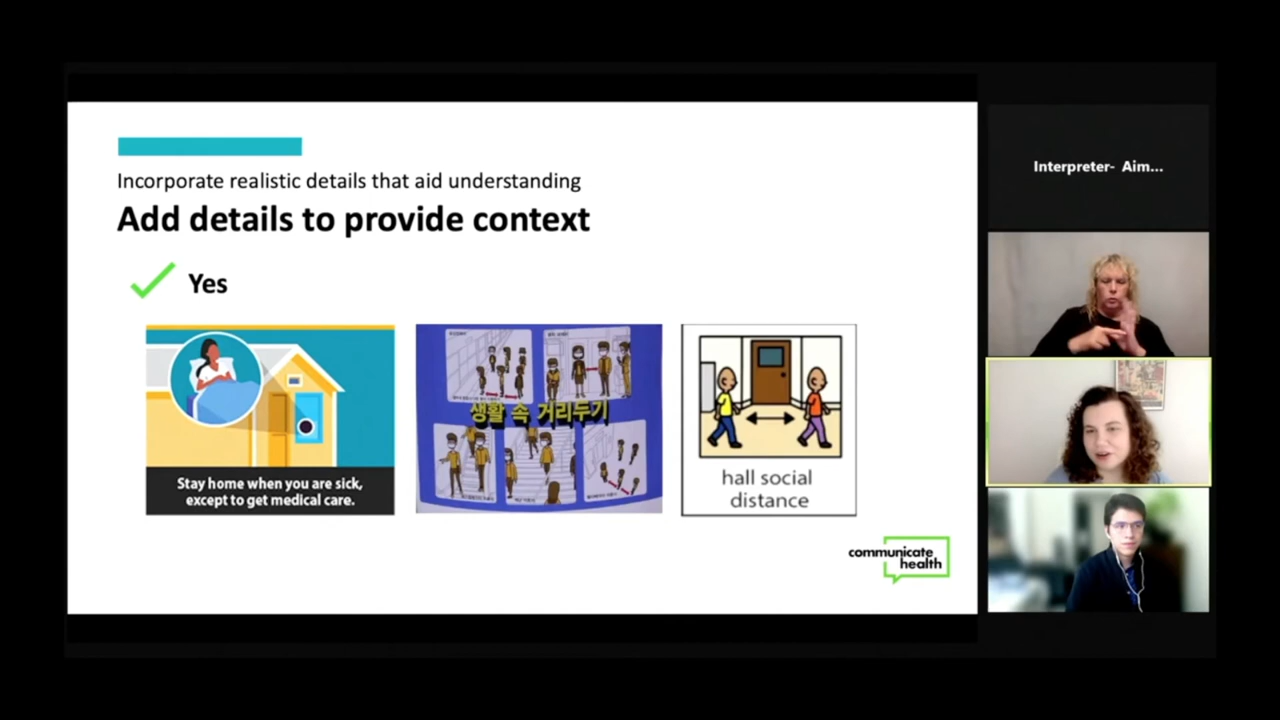 Incorporate realistic details that aid understanding
Add details to provide context
Yes
Stay home when you are sick,
except to get medical care.
생활 속 거리두기
hall social
distance
communicate
health
Interpreter- Aim...